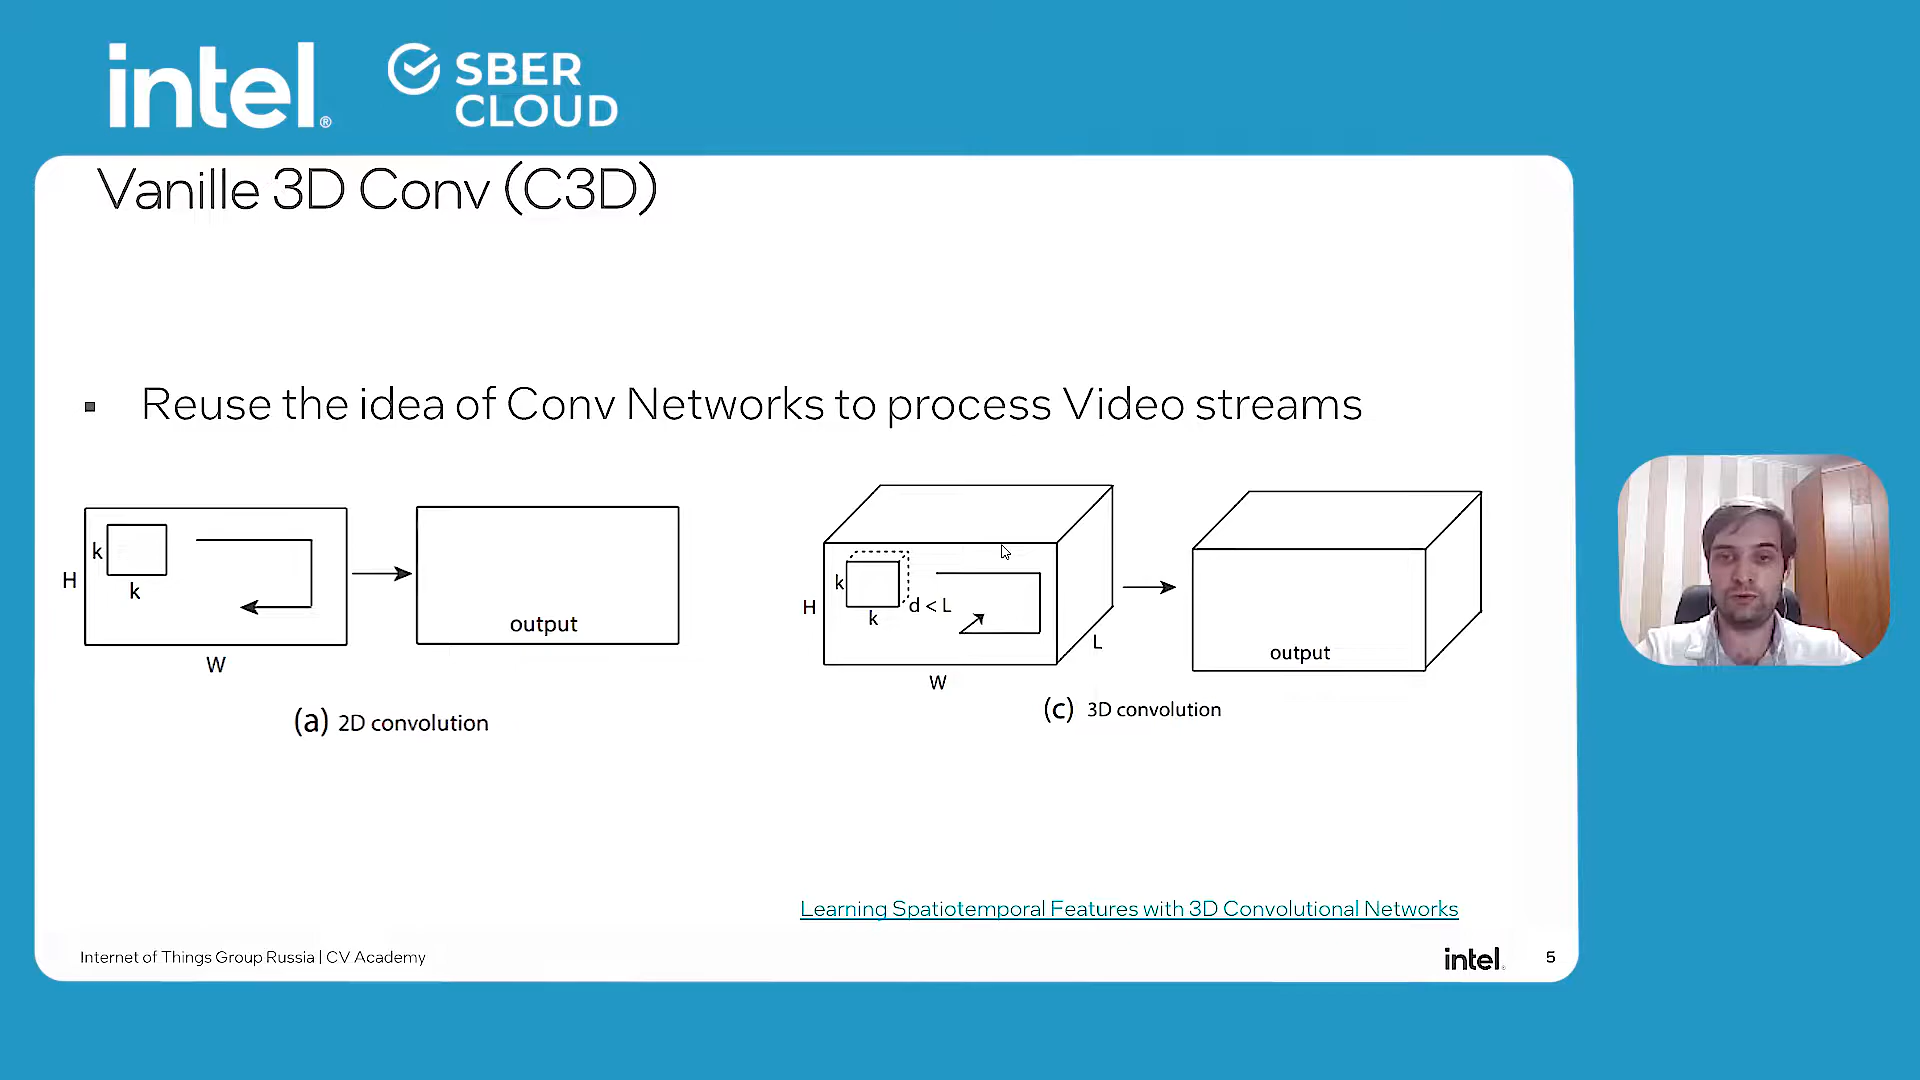 intel®
SBER
CLOUD
Vanille 3D Conv (C3D)
▪ Reuse the idea of Conv Networks to process Video streams
k
H
k
W
output
(a) 2D convolution
k
H
k
d < L
L
W
output
(c) 3D convolution
Learning Spatiotemporal Features with 3D Convolutional Networks
Internet of Things Group Russia | CV Academy
intel.
5